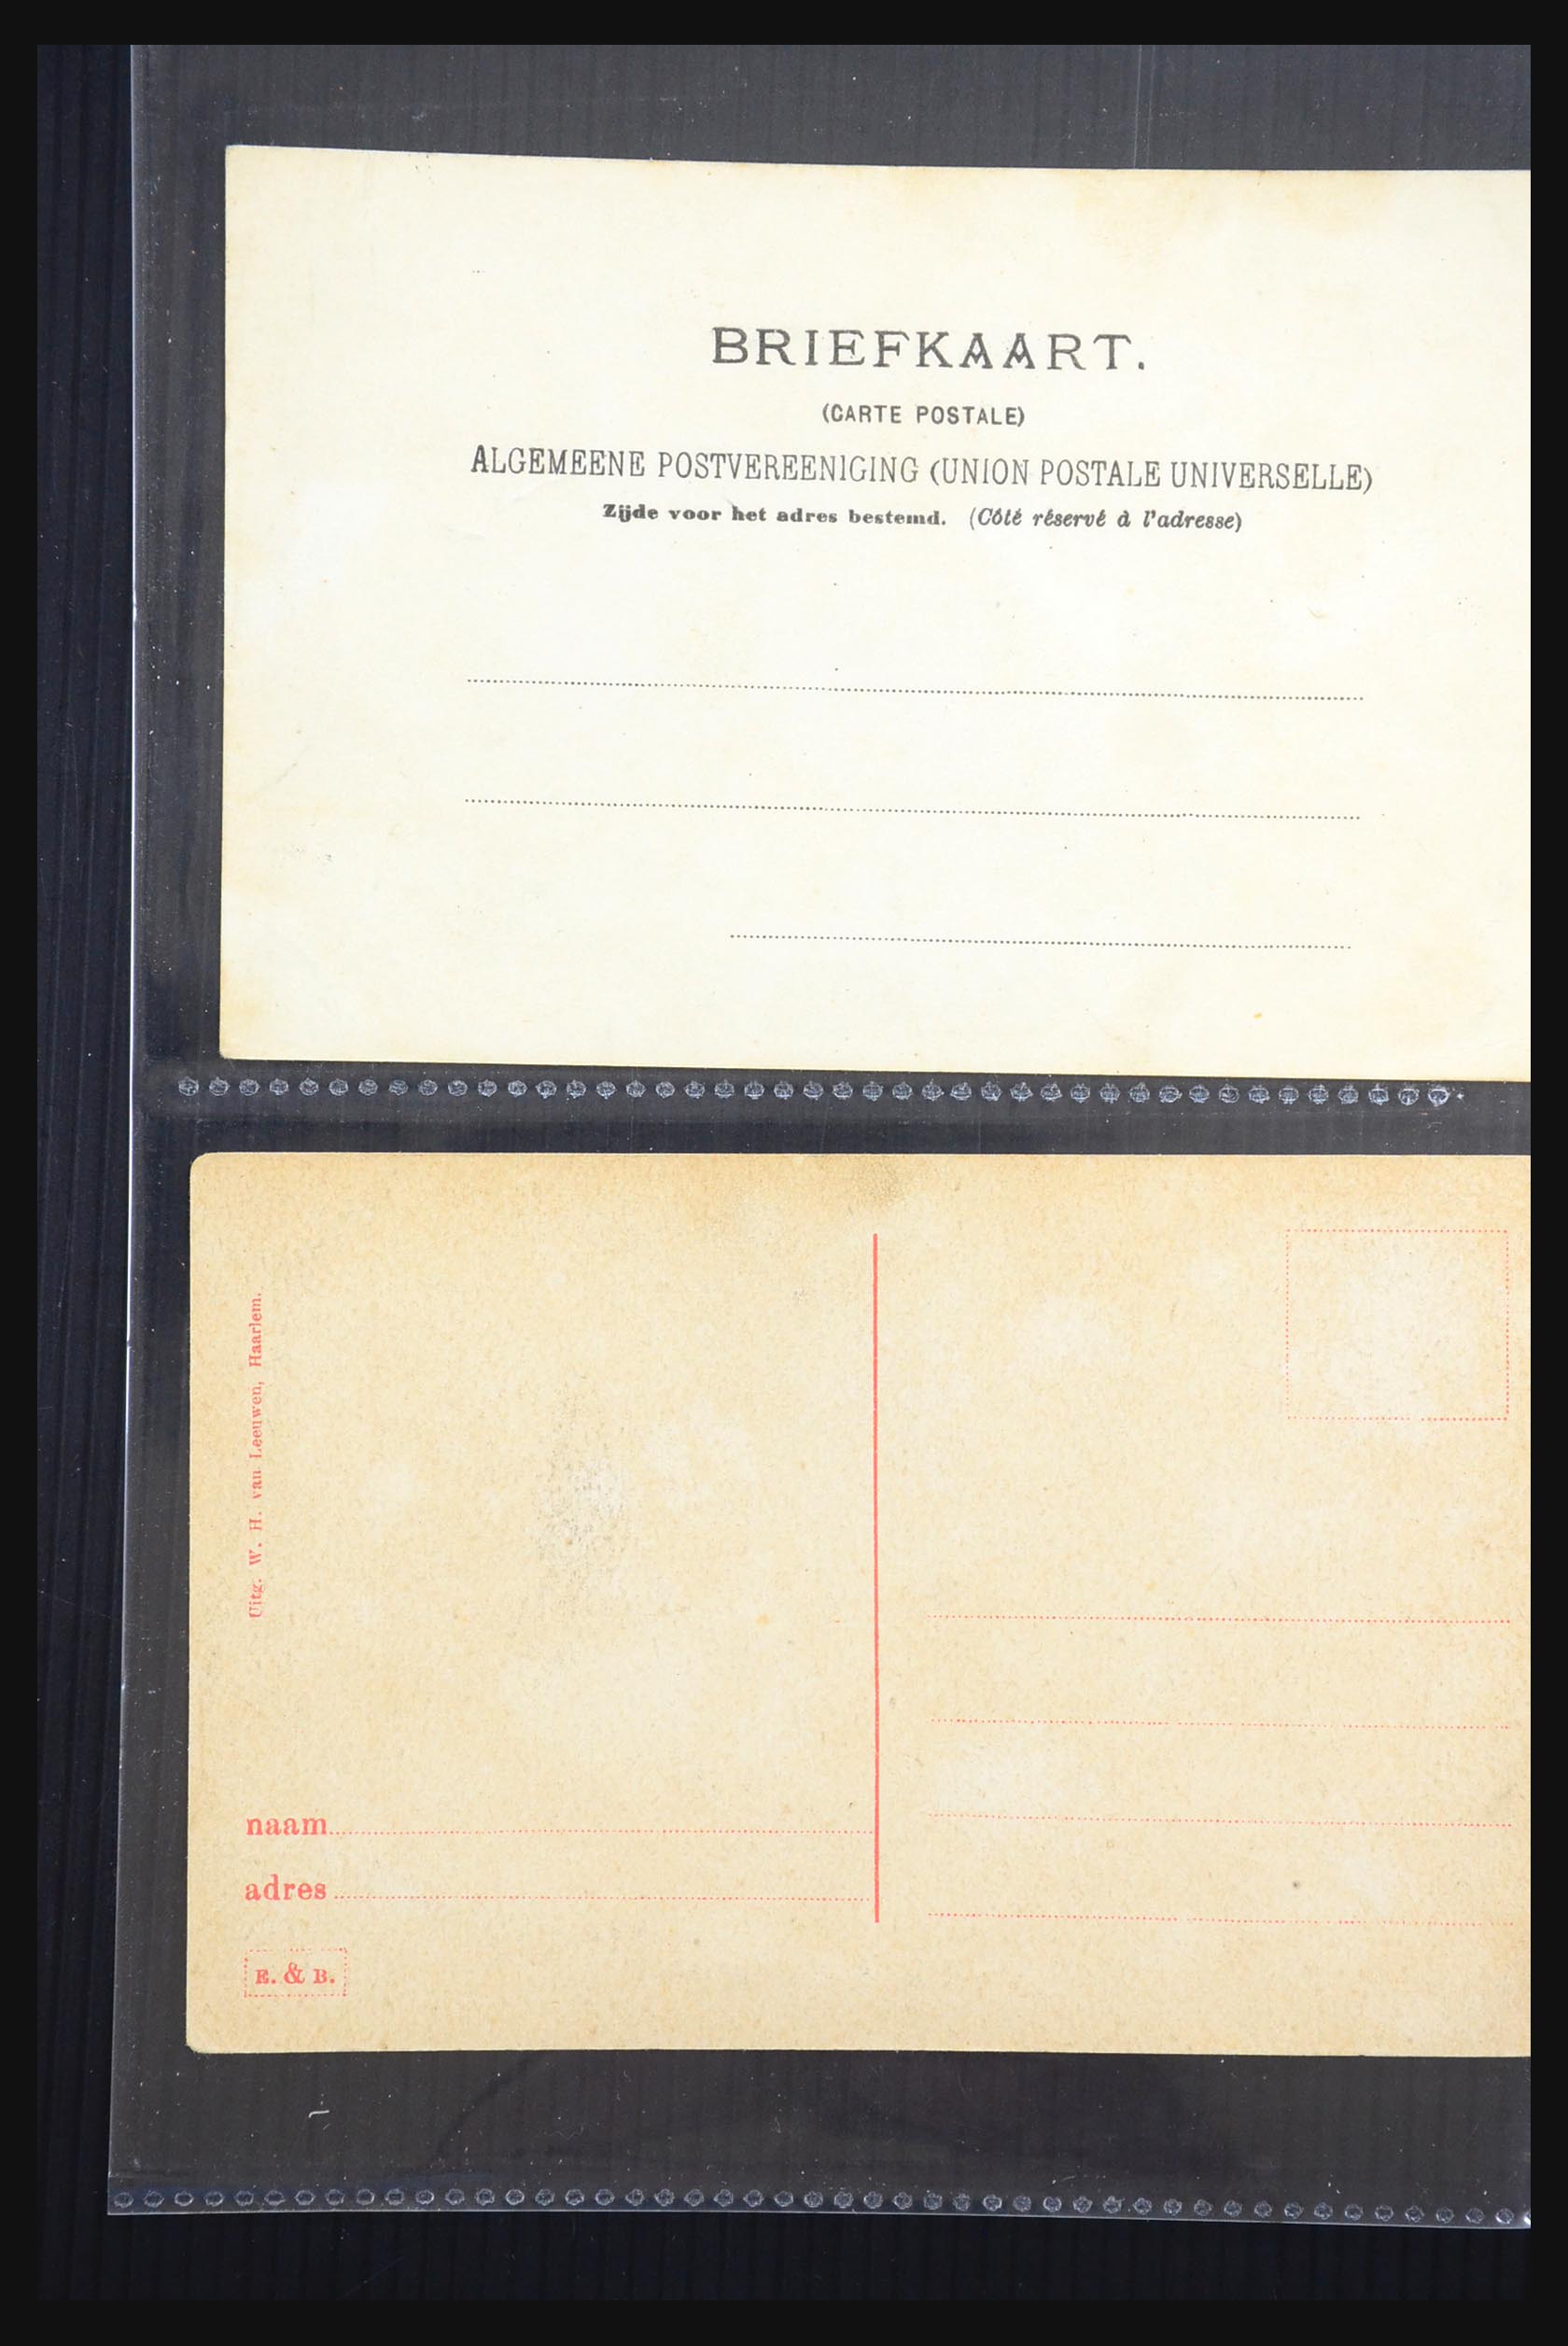 BRIEFKAART.
(CARTE POSTALE)
ALGEMEENE POSTVEREENIGING (UNION POSTALE UNIVERSELLE)
Zijde voor het adres bestemd. (Côté réservé à l'adresse)
Uitg. W. H. van Leeuwen, Haarlem.
naam
adres
E. & B.